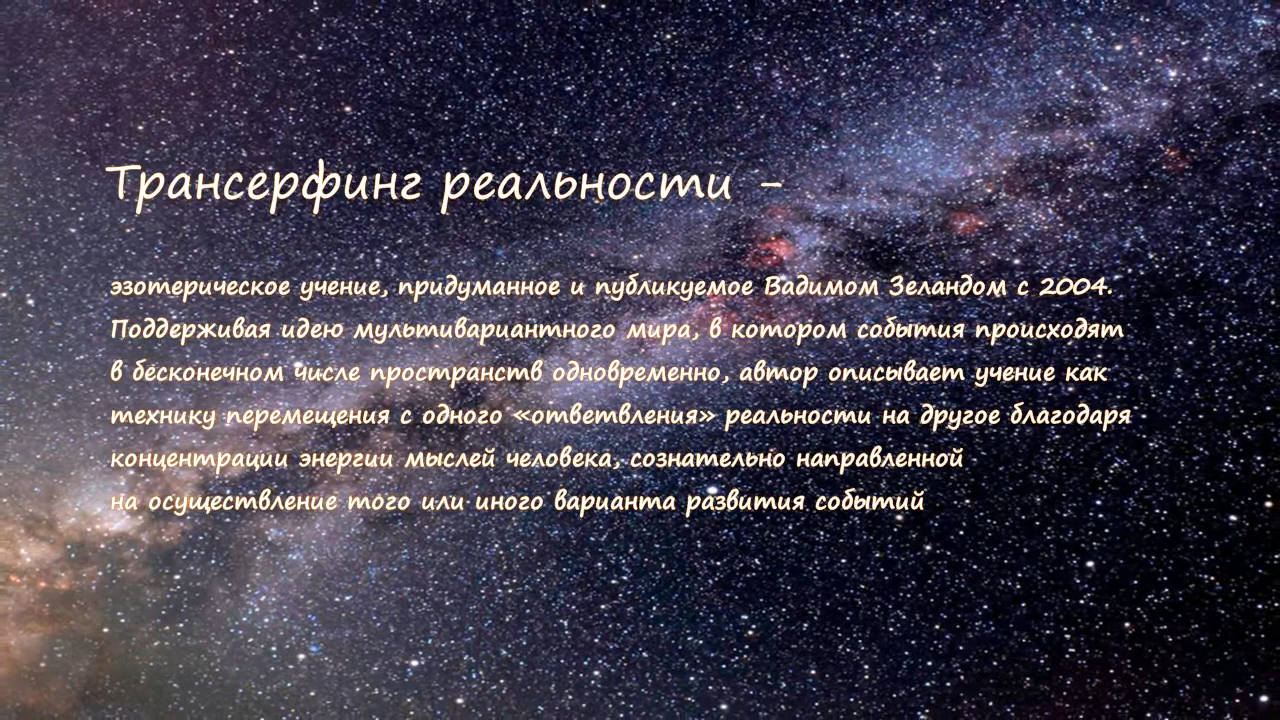 Трансерфинг реальности -
эзотерическое учение, придуманное и публикуемое Вадимом Зеландом с 2004.
Поддерживая идею мультивариантного мира, в котором события происходят
в бесконечном числе пространств одновременно, автор описывает учение как
технику перемещения с одного «ответвления» реальности на другое благодаря
концентрации энергии мыслей человека, сознательно направленной
на осуществление того или иного варианта развития событий